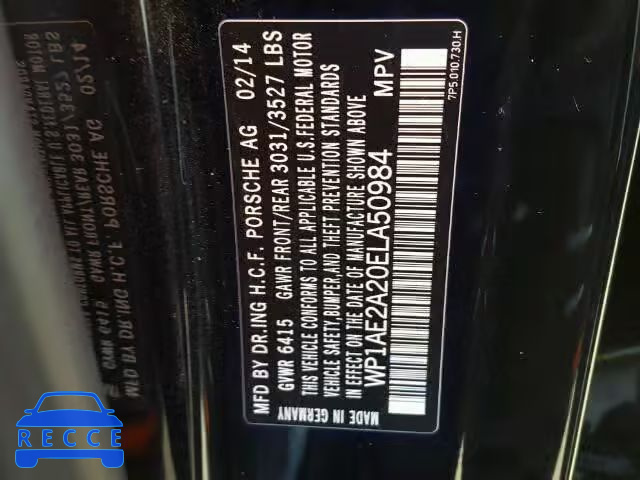 MFD BY DR.ING H.C.F. PORSCHE AG 02/14
GVWR 6415 GAWR FRONT/REAR 3031/3527 LBS
THIS VEHICLE CONFORMS TO ALL APPLICABLE U.S.FEDERAL MOTOR
VEHICLE SAFETY,BUMPER,AND THEFT PREVENTION STANDARDS
IN EFFECT ON THE DATE OF MANUFACTURE SHOWN ABOVE
WP1AE2A20ELA50984 MPV
MADE IN GERMANY
7P5.010.730.H
RECCE